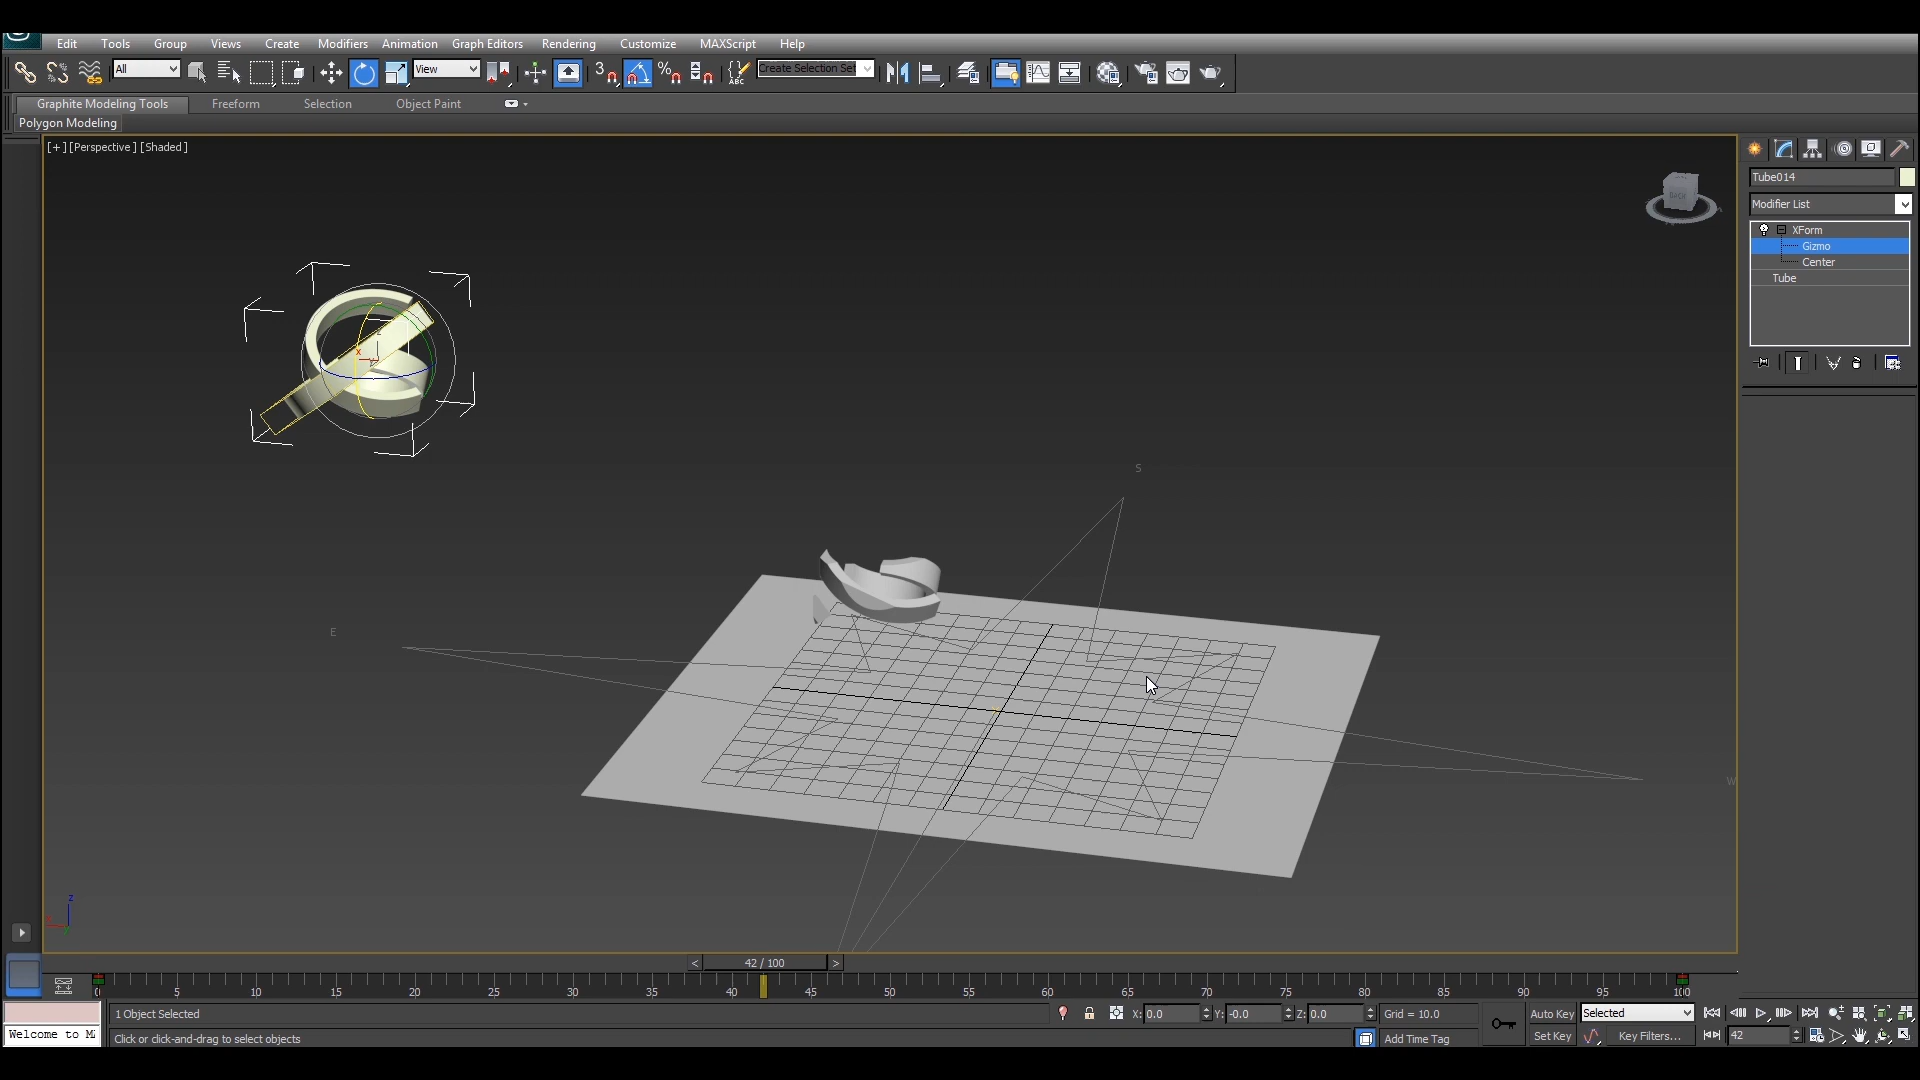 Edit Tools Group Views Create Modifiers Animation Graph Editors Rendering Customize MAXScript Help
All View 3 % ABC Create Selection Set
Graphite Modeling Tools Freeform Selection Object Paint
Polygon Modeling
[+] [Perspective] [Shaded]
BACK
Tube014
Modifier List
XForm
Gizmo
Center
Tube
x
S
E
W
z
< 42 / 100 >
0 5 10 15 20 25 30 35 40 45 50 55 60 65 70 75 80 85 90 95 100
1 Object Selected X: 0.0 Y: -0.0 Z: 0.0 Grid = 10.0 Auto Key Selected
Welcome to Click or click-and-drag to select objects Add Time Tag Set Key Key Filters... 42